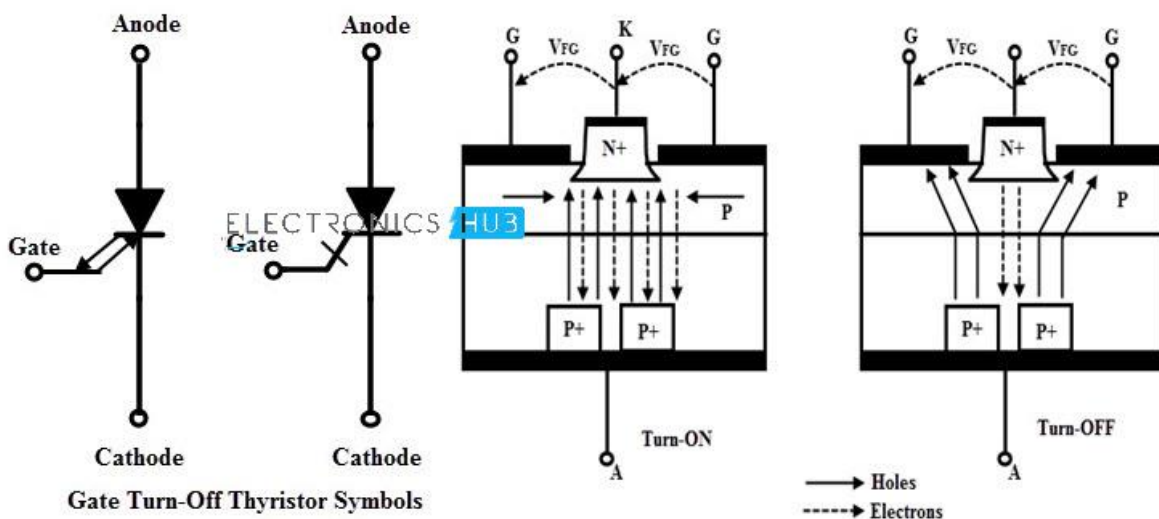 Anode
Anode
ELECTRONICS HUB
Gate
Gate
Cathode
Cathode
Gate Turn-Off Thyristor Symbols
G
VFG
K
VFG
G
N+
P
P+
P+
Turn-ON
A
G
VFG
VFG
G
N+
P
P+
P+
Turn-OFF
A
Holes
Electrons